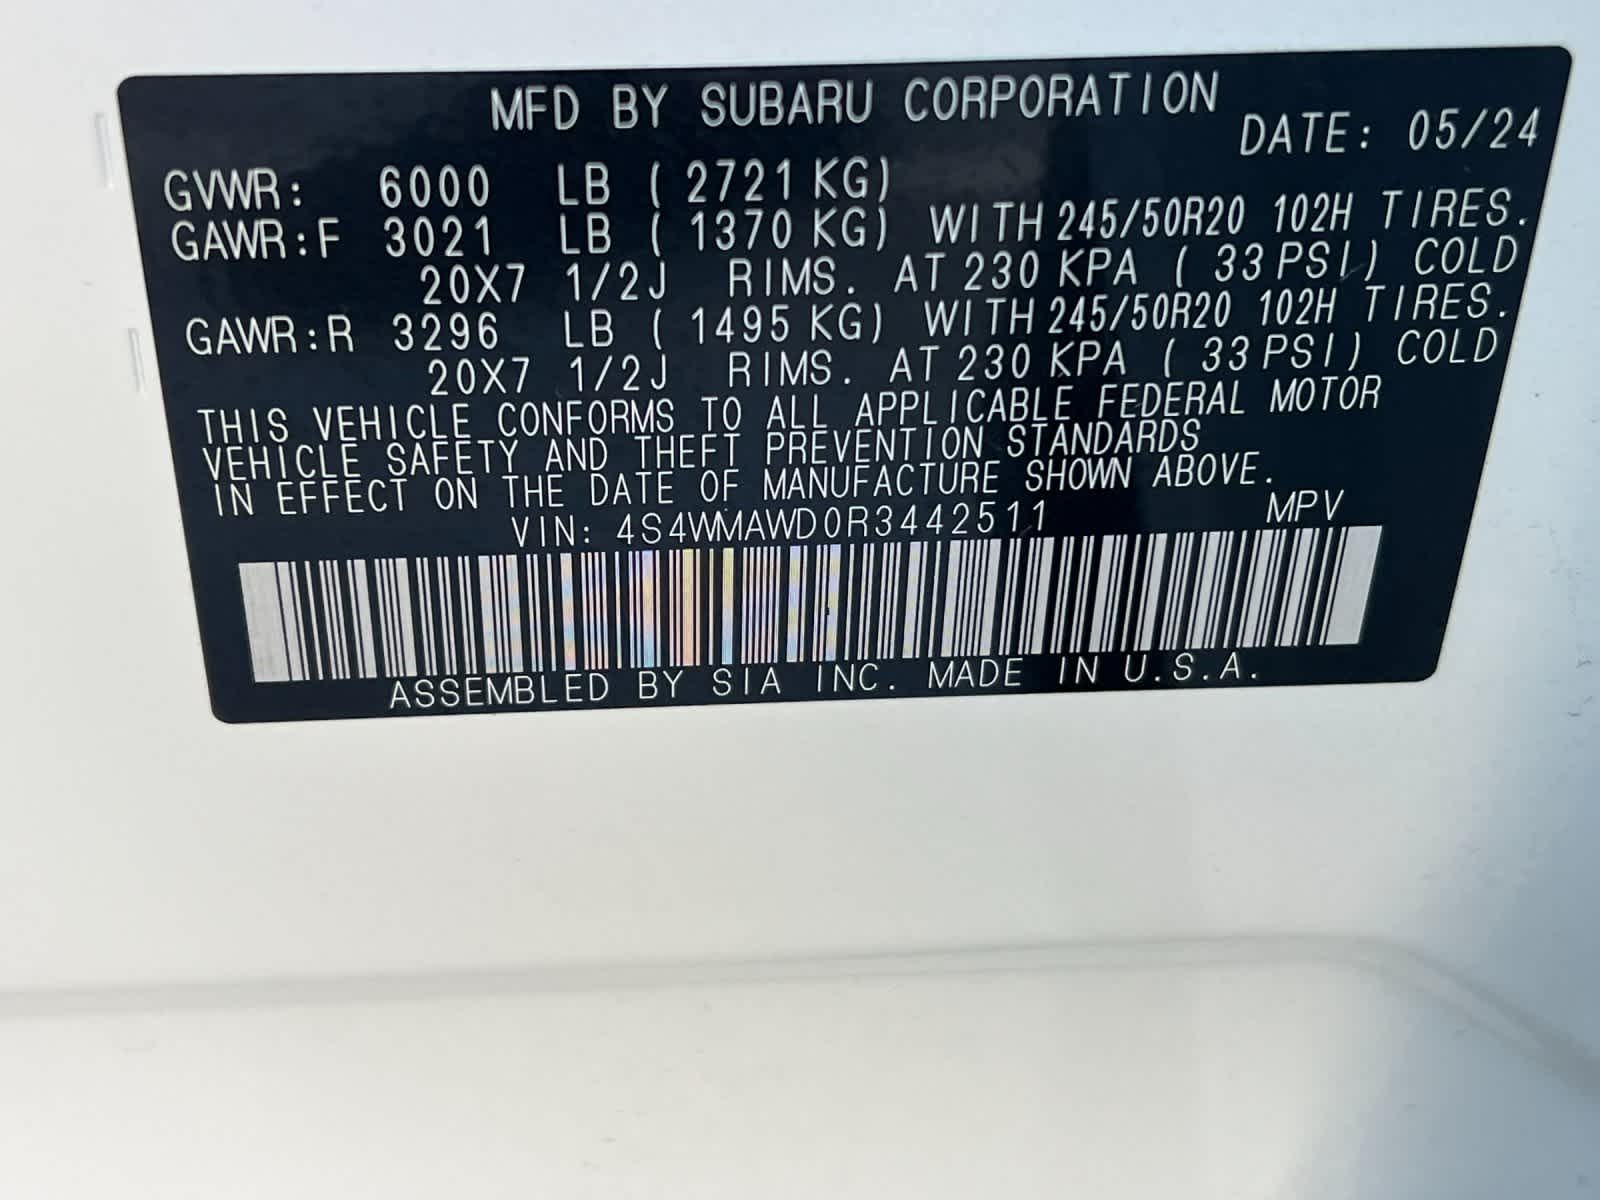 MFD BY SUBARU CORPORATION
DATE: 05/24
GVWR: 6000 LB ( 2721 KG)
GAWR:F 3021 LB ( 1370 KG) WITH 245/50R20 102H TIRES.
20X7 1/2J RIMS. AT 230 KPA ( 33 PSI) COLD
GAWR:R 3296 LB ( 1495 KG) WITH 245/50R20 102H TIRES.
20X7 1/2J RIMS. AT 230 KPA ( 33 PSI) COLD
THIS VEHICLE CONFORMS TO ALL APPLICABLE FEDERAL MOTOR
VEHICLE SAFETY AND THEFT PREVENTION STANDARDS
IN EFFECT ON THE DATE OF MANUFACTURE SHOWN ABOVE.
VIN: 4S4WMAWD0R3442511 MPV
ASSEMBLED BY SIA INC. MADE IN U.S.A.